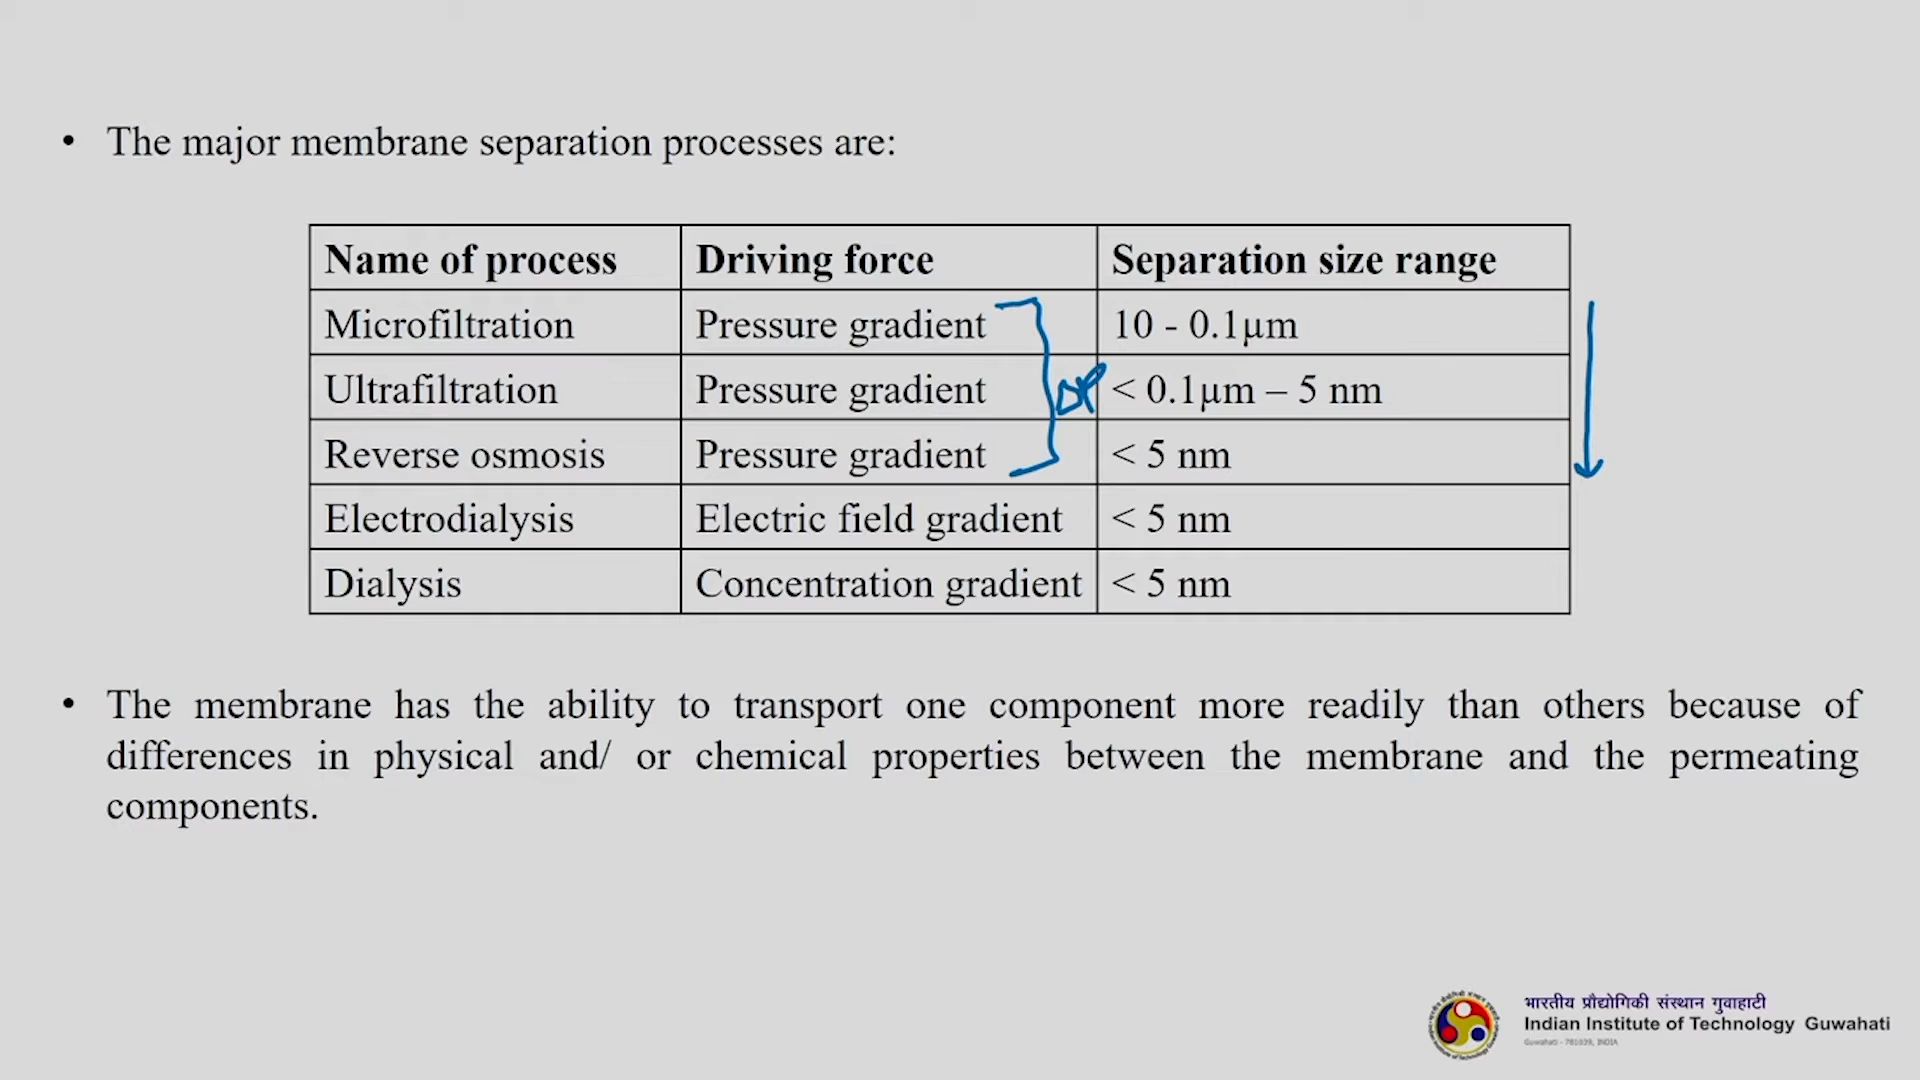 • The major membrane separation processes are:
Name of process Driving force Separation size range
Microfiltration Pressure gradient 10 - 0.1µm
Ultrafiltration Pressure gradient ΔP < 0.1µm – 5 nm
Reverse osmosis Pressure gradient < 5 nm
Electrodialysis Electric field gradient < 5 nm
Dialysis Concentration gradient < 5 nm
• The membrane has the ability to transport one component more readily than others because of
differences in physical and/ or chemical properties between the membrane and the permeating
components.
भारतीय प्रौद्योगिकी संस्थान गुवाहाटी
Indian Institute of Technology Guwahati
Guwahati - 781039, INDIA